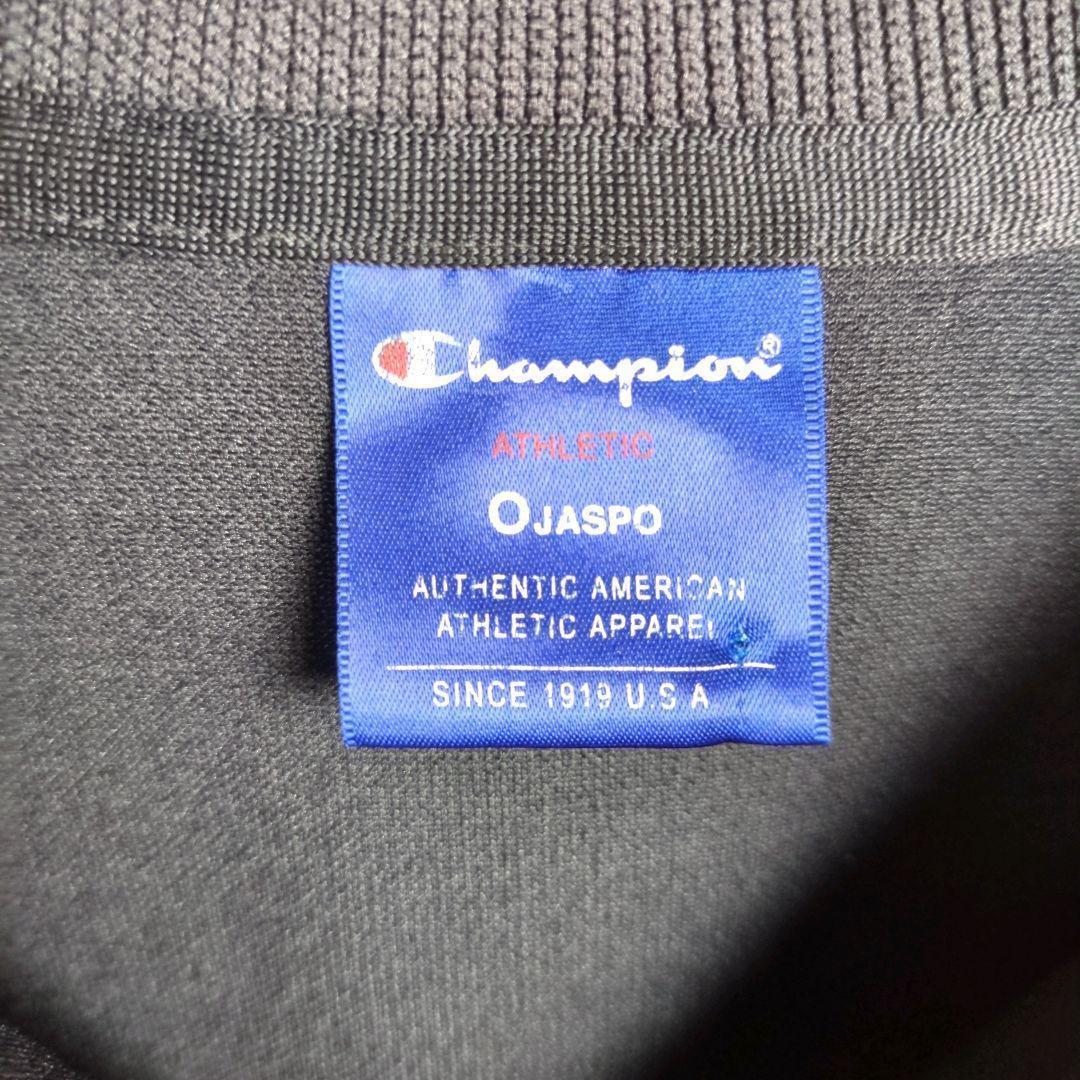 Champion®
ATHLETIC
OJASPO
AUTHENTIC AMERICAN
ATHLETIC APPAREL
SINCE 1919 U.S A